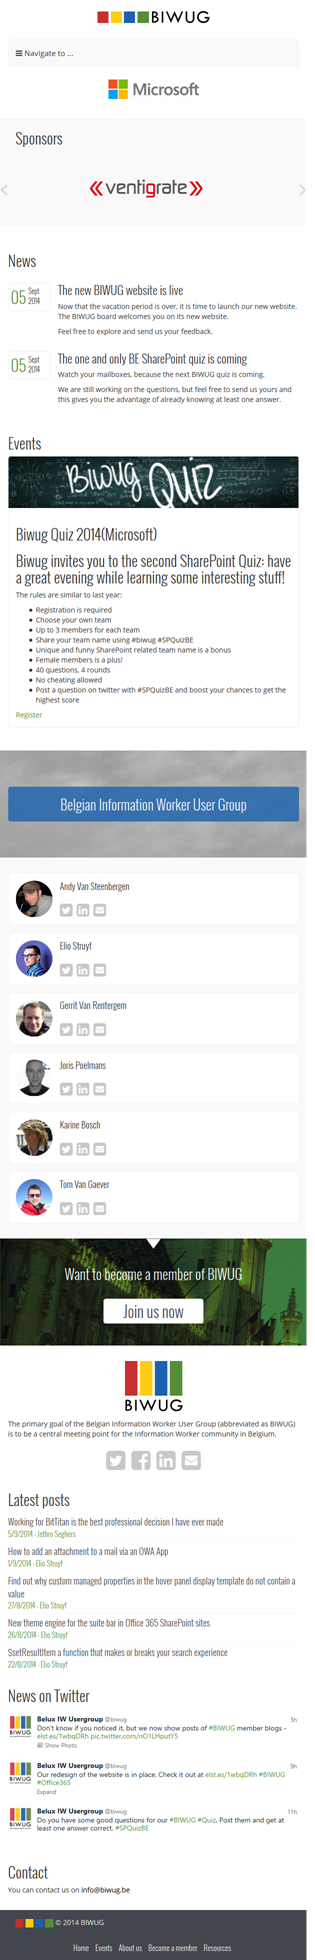 BIWUG
Navigate to ...
Microsoft
Sponsors
ventigrate
News
05 Sept 2014
The new BIWUG website is live
Now that the vacation period is over, it is time to launch our new website.
The BIWUG board welcomes you on its new website.
Feel free to explore and send us your feedback.
05 Sept 2014
The one and only BE SharePoint quiz is coming
Watch your mailboxes, because the next BIWUG quiz is coming.
We are still working on the questions, but feel free to send us yours and
this gives you the advantage of already knowing at least one answer.
Events
Biwug Quiz
Biwug Quiz 2014(Microsoft)
Biwug invites you to the second SharePoint Quiz: have
a great evening while learning some interesting stuff!
The rules are similar to last year:
Registration is required
Choose your own team
Up to 3 members for each team
Share your team name using #biwug #SPQuizBE
Unique and funny SharePoint related team name is a bonus
Female members is a plus!
40 questions, 4 rounds
No cheating allowed
Post a question on twitter with #SPQuizBE and boost your chances to get the
highest score
Register
Belgian Information Worker User Group
Andy Van Steenbergen
Elio Struyf
Gerrit Van Rentergem
Joris Poelmans
Karine Bosch
Tom Van Gaever
Want to become a member of BIWUG
Join us now
BIWUG
The primary goal of the Belgian Information Worker User Group (abbreviated as BIWUG)
is to be a central meeting point for the Information Worker community in Belgium.
Latest posts
Working for BitTitan is the best professional decision I have ever made
5/9/2014 - Jethro Seghers
How to add an attachment to a mail via an OWA App
1/9/2014 - Elio Struyf
Find out why custom managed properties in the hover panel display template do not contain a
value
27/8/2014 - Elio Struyf
New theme engine for the suite bar in Office 365 SharePoint sites
26/8/2014 - Elio Struyf
SsetResultItem a function that makes or breaks your search experience
22/8/2014 - Elio Struyf
News on Twitter
Belux IW Usergroup @biwug 5h
Don't know if you noticed it, but we now show posts of #BIWUG member blogs -
elst.es/1wbqDRh pic.twitter.com/nO1LHputY5
Show Photo
Belux IW Usergroup @biwug 9h
Our redesign of the website is in place. Check it out at elst.es/1wbqDRh #BIWUG
#Office365
Expand
Belux IW Usergroup @biwug 11h
Do you have some good questions for our #BIWUG #Quiz. Post them and get at
least one answer correct. #SPQuizBE
Contact
You can contact us on info@biwug.be
© 2014 BIWUG
Home Events About us Become a member Resources